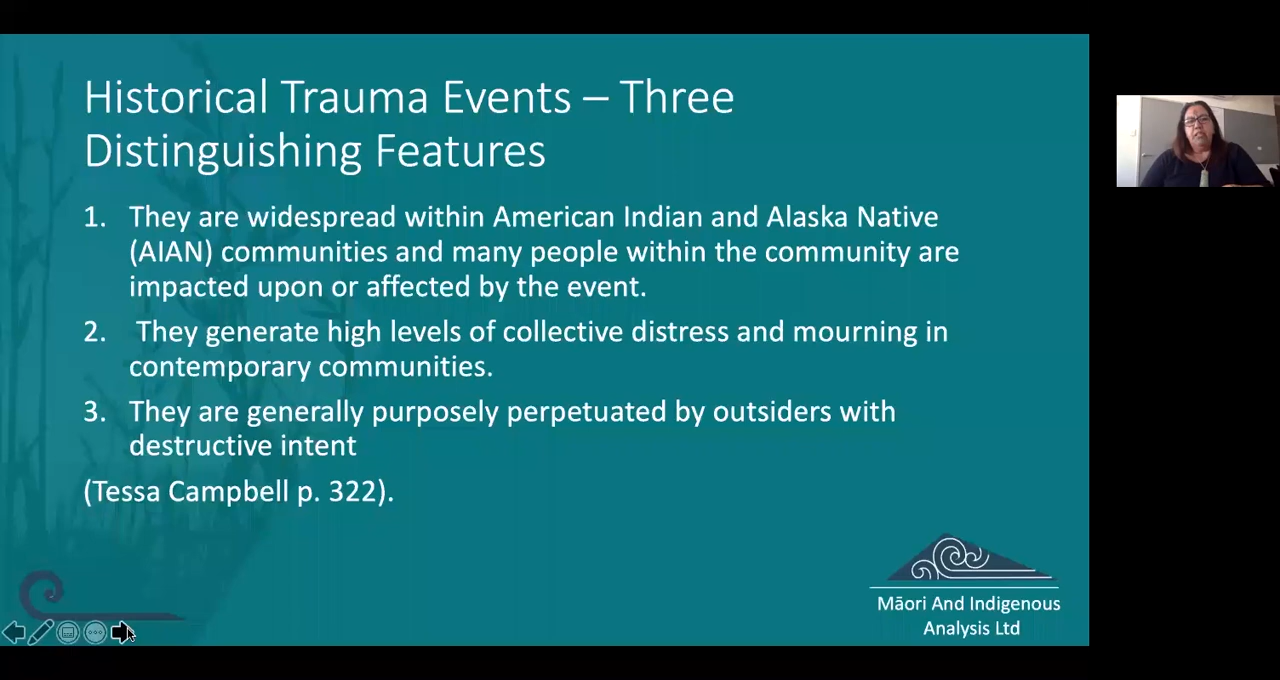 Historical Trauma Events – Three
Distinguishing Features
1. They are widespread within American Indian and Alaska Native
(AIAN) communities and many people within the community are
impacted upon or affected by the event.
2. They generate high levels of collective distress and mourning in
contemporary communities.
3. They are generally purposely perpetuated by outsiders with
destructive intent
(Tessa Campbell p. 322).
Māori And Indigenous
Analysis Ltd